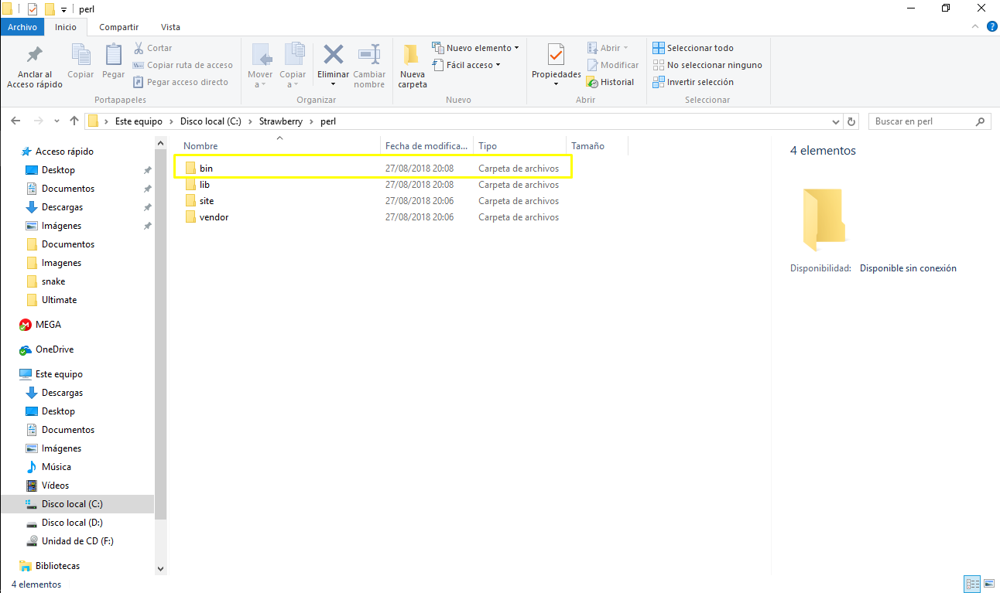 perl
Archivo Inicio Compartir Vista
Anclar al Acceso rápido
Copiar
Pegar
Cortar
Copiar ruta de acceso
Pegar acceso directo
Portapapeles
Mover a
Copiar a
Eliminar
Cambiar nombre
Organizar
Nueva carpeta
Nuevo elemento
Fácil acceso
Nuevo
Propiedades
Abrir
Modificar
Historial
Abrir
Seleccionar todo
No seleccionar ninguno
Invertir selección
Seleccionar
Este equipo > Disco local (C:) > Strawberry > perl
Buscar en perl
Acceso rápido
Desktop
Documentos
Descargas
Imágenes
Documentos
Imagenes
snake
Ultimate
MEGA
OneDrive
Este equipo
Descargas
Desktop
Documentos
Imágenes
Música
Vídeos
Disco local (C:)
Disco local (D:)
Unidad de CD (F:)
Bibliotecas
Nombre Fecha de modifica... Tipo Tamaño
bin 27/08/2018 20:08 Carpeta de archivos
lib 27/08/2018 20:08 Carpeta de archivos
site 27/08/2018 20:06 Carpeta de archivos
vendor 27/08/2018 20:06 Carpeta de archivos
4 elementos
Disponibilidad: Disponible sin conexión
4 elementos